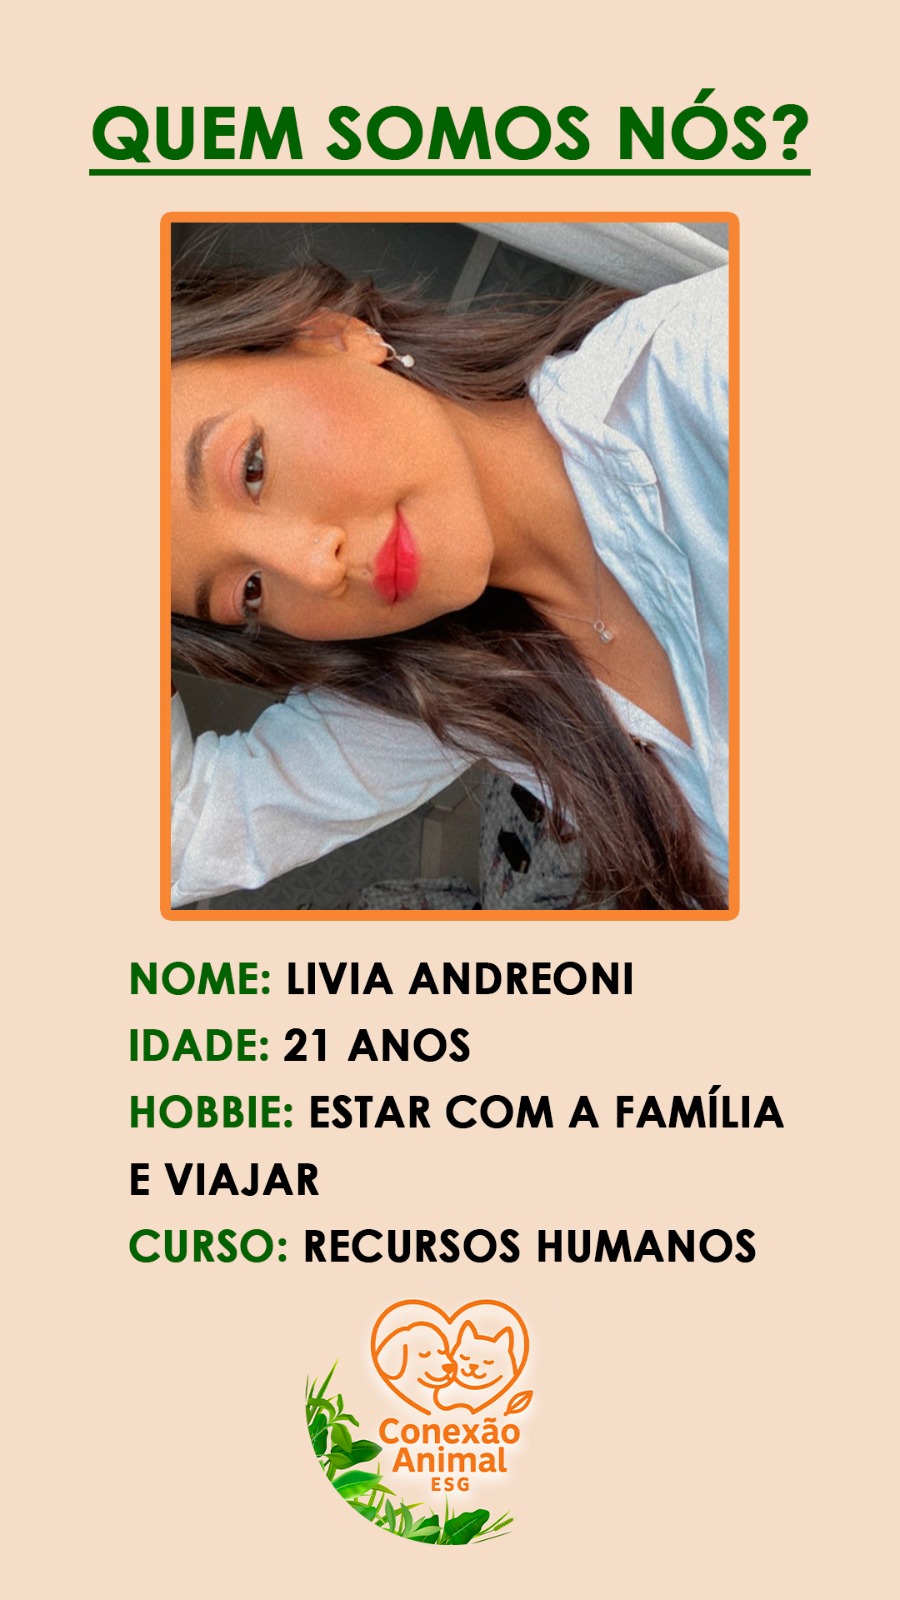 QUEM SOMOS NÓS?
NOME: LIVIA ANDREONI
IDADE: 21 ANOS
HOBBIE: ESTAR COM A FAMÍLIA
E VIAJAR
CURSO: RECURSOS HUMANOS
Conexão
Animal
ESG